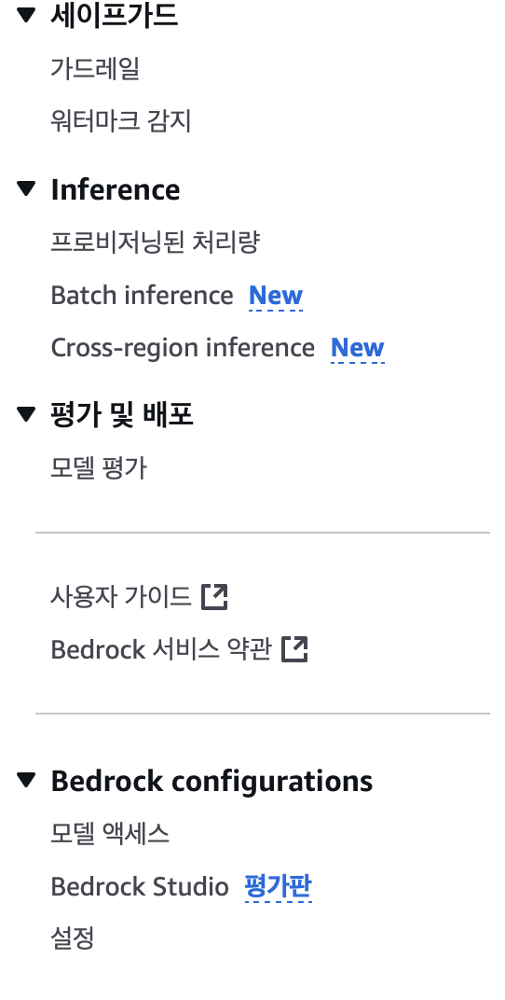 세이프가드
가드레일
워터마크 감지
Inference
프로비저닝된 처리량
Batch inference New
Cross-region inference New
평가 및 배포
모델 평가
사용자 가이드
Bedrock 서비스 약관
Bedrock configurations
모델 액세스
Bedrock Studio 평가판
설정